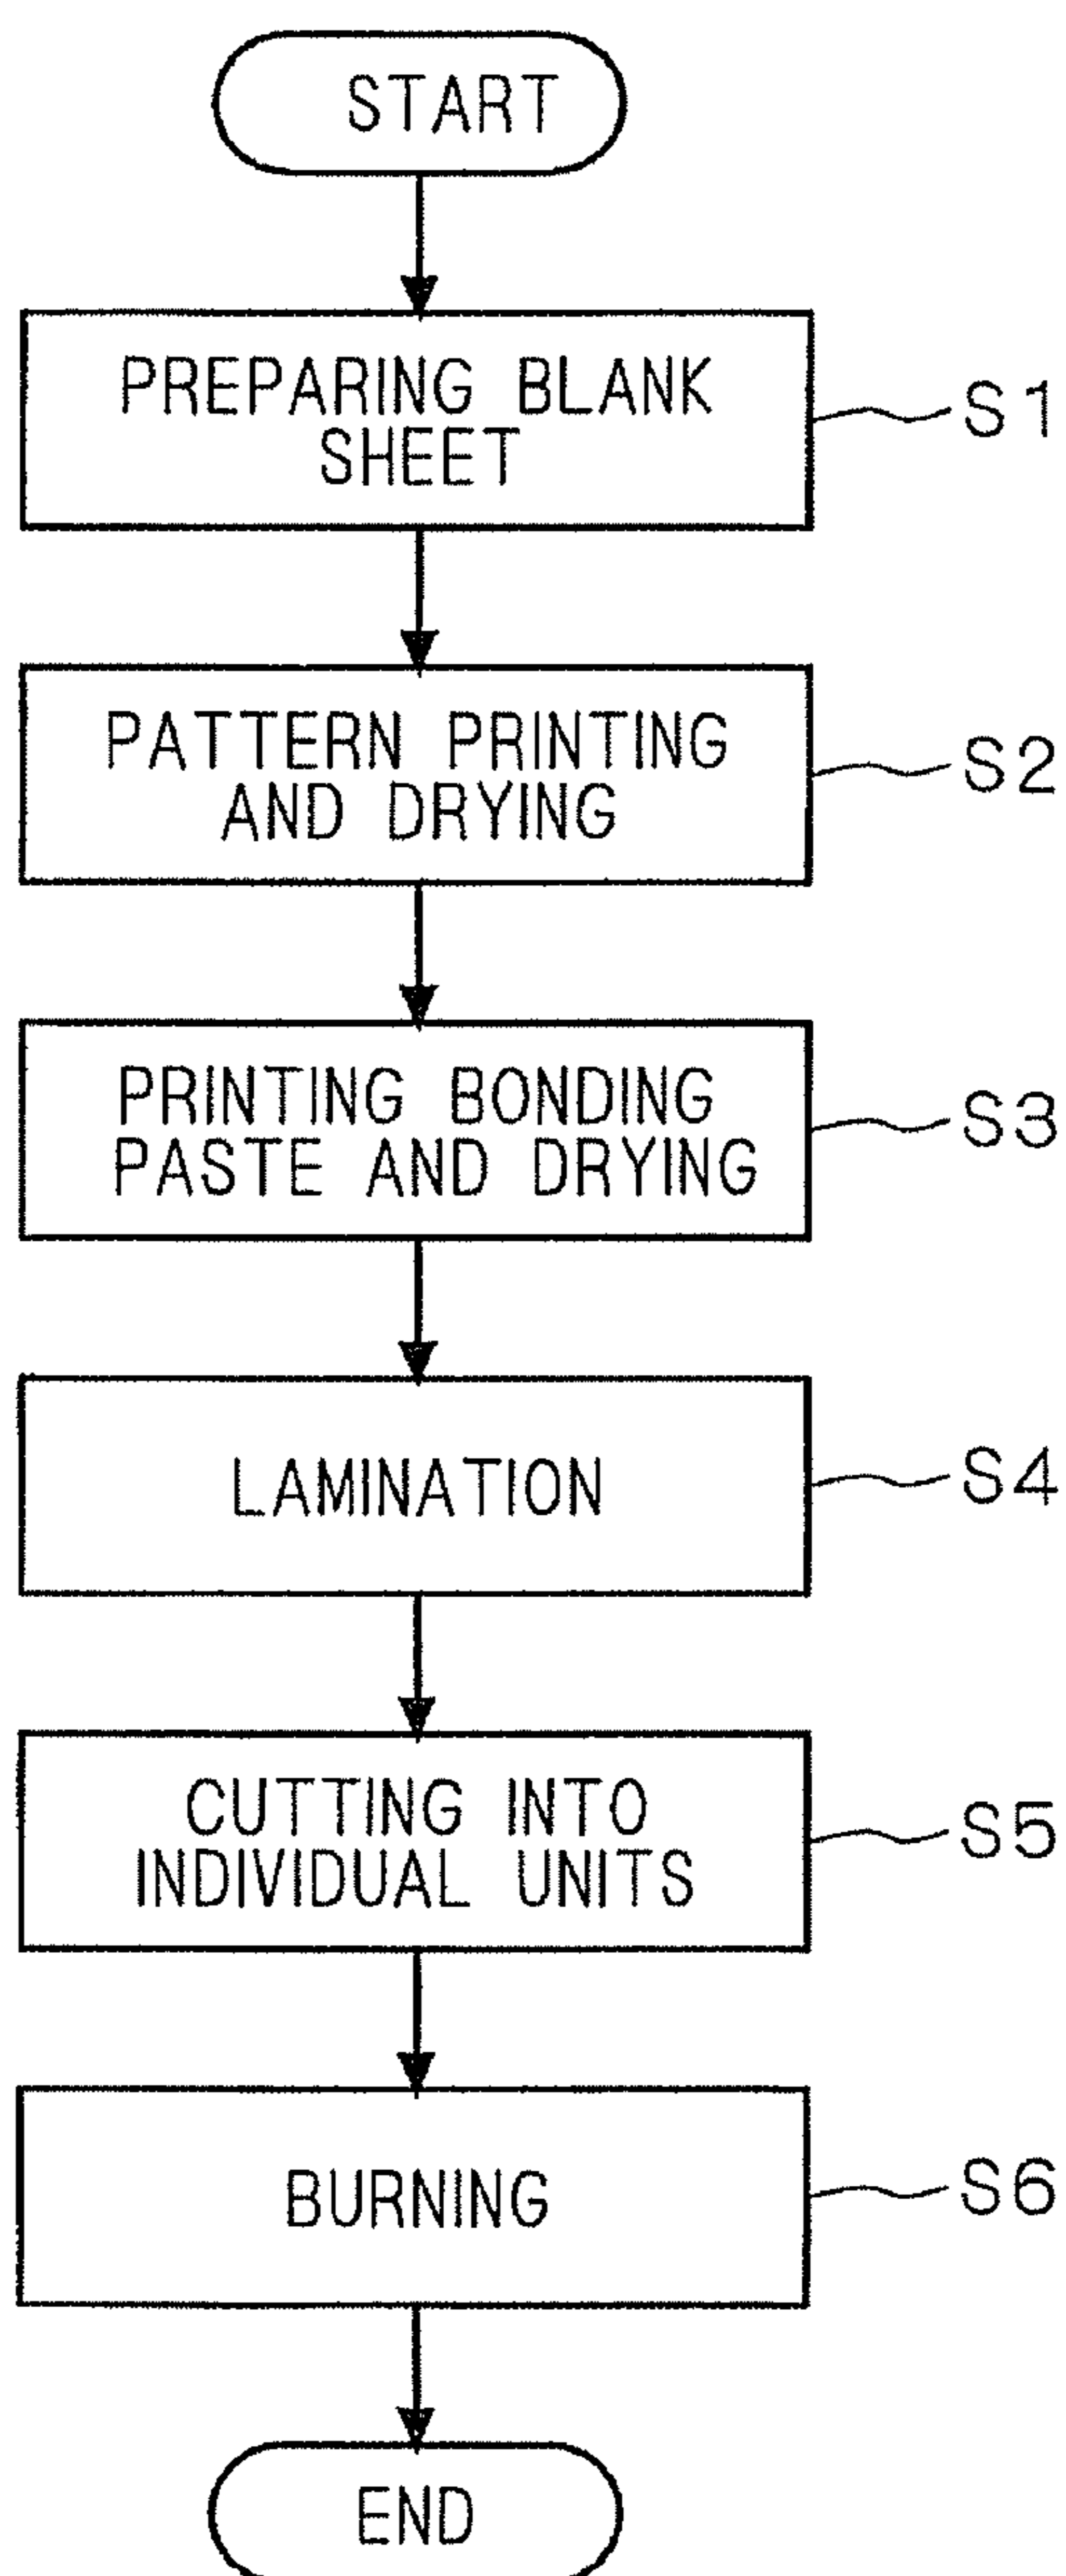 START
PREPARING BLANK
SHEET
S1
PATTERN PRINTING
AND DRYING
S2
PRINTING BONDING
PASTE AND DRYING
S3
LAMINATION
S4
CUTTING INTO
INDIVIDUAL UNITS
S5
BURNING
S6
END